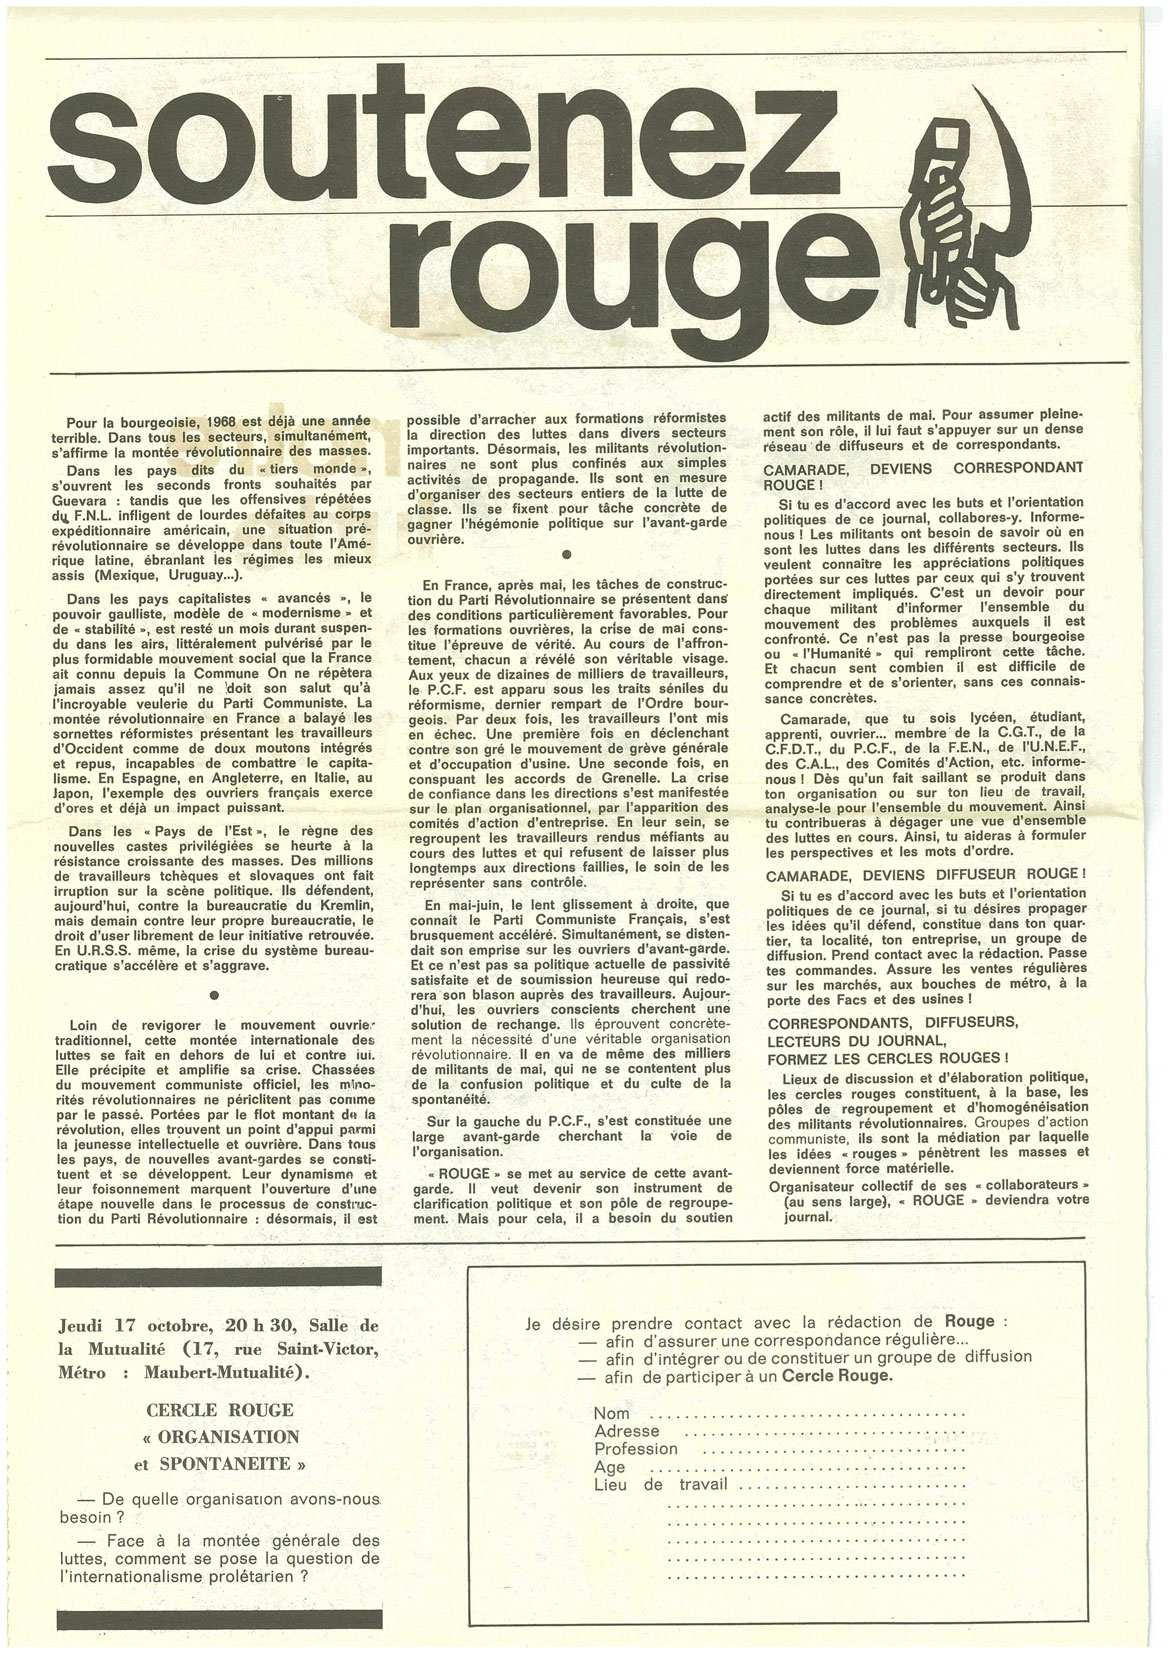 soutenez
rouge
Pour la bourgeoisie, 1968 est déjà une année
terrible. Dans tous les secteurs, simultanément,
s'affirme la montée révolutionnaire des masses.
Dans les pays dits du « tiers monde »,
s'ouvrent les seconds fronts souhaités par
Guevara : tandis que les offensives répétées
du F.N.L. infligent de lourdes défaites au corps
expéditionnaire américain, une situation pré-
révolutionnaire se développe dans toute l'Amé-
rique latine, ébranlant les régimes les mieux
assis (Mexique, Uruguay...).
Dans les pays capitalistes « avancés », le
pouvoir gaulliste, modèle de « modernisme » et
de « stabilité », est resté un mois durant suspen-
du dans les airs, littéralement pulvérisé par le
plus formidable mouvement social que la France
ait connu depuis la Commune On ne répètera
jamais assez qu'il ne doit son salut qu'à
l'incroyable veulerie du Parti Communiste. La
montée révolutionnaire en France a balayé les
sornettes réformistes présentant les travailleurs
d'Occident comme de doux moutons intégrés
et repus, incapables de combattre le capita-
lisme. En Espagne, en Angleterre, en Italie, au
Japon, l'exemple des ouvriers français exerce
d'ores et déjà un impact puissant.
Dans les « Pays de l'Est », le règne des
nouvelles castes privilégiées se heurte à la
résistance croissante des masses. Des millions
de travailleurs tchèques et slovaques ont fait
irruption sur la scène politique. Ils défendent,
aujourd'hui, contre la bureaucratie du Kremlin,
mais demain contre leur propre bureaucratie, le
droit d'user librement de leur initiative retrouvée.
En U.R.S.S. même, la crise du système bureau-
cratique s'accélère et s'aggrave.
●
Loin de revigorer le mouvement ouvrier
traditionnel, cette montée internationale des
luttes se fait en dehors de lui et contre lui.
Elle précipite et amplifie sa crise. Chassées
du mouvement communiste officiel, les mino-
rités révolutionnaires ne périclitent pas comme
par le passé. Portées par le flot montant de la
révolution, elles trouvent un point d'appui parmi
la jeunesse intellectuelle et ouvrière. Dans tous
les pays, de nouvelles avant-gardes se consti-
tuent et se développent. Leur dynamisme et
leur foisonnement marquent l'ouverture d'une
étape nouvelle dans le processus de construc-
tion du Parti Révolutionnaire : désormais, il est
possible d'arracher aux formations réformistes
la direction des luttes dans divers secteurs
importants. Désormais, les militants révolution-
naires ne sont plus confinés aux simples
activités de propagande. Ils sont en mesure
d'organiser des secteurs entiers de la lutte de
classe. Ils se fixent pour tâche concrète de
gagner l'hégémonie politique sur l'avant-garde
ouvrière.
●
En France, après mai, les tâches de construc-
tion du Parti Révolutionnaire se présentent dans
des conditions particulièrement favorables. Pour
les formations ouvrières, la crise de mai cons-
titue l'épreuve de vérité. Au cours de l'affron-
tement, chacun a révélé son véritable visage.
Aux yeux de dizaines de milliers de travailleurs,
le P.C.F. est apparu sous les traits séniles du
réformisme, dernier rempart de l'Ordre bour-
geois. Par deux fois, les travailleurs l'ont mis
en échec. Une première fois en déclenchant
contre son gré le mouvement de grève générale
et d'occupation d'usine. Une seconde fois, en
conspuant les accords de Grenelle. La crise
de confiance dans les directions s'est manifestée
sur le plan organisationnel, par l'apparition des
comités d'action d'entreprise. En leur sein, se
regroupent les travailleurs rendus méfiants au
cours des luttes et qui refusent de laisser plus
longtemps aux directions faillies, le soin de les
représenter sans contrôle.
En mai-juin, le lent glissement à droite, que
connaît le Parti Communiste Français, s'est
brusquement accéléré. Simultanément, se disten-
dait son emprise sur les ouvriers d'avant-garde.
Et ce n'est pas sa politique actuelle de passivité
satisfaite et de soumission heureuse qui redo-
rera son blason auprès des travailleurs. Aujour-
d'hui, les ouvriers conscients cherchent une
solution de rechange. Ils éprouvent concrète-
ment la nécessité d'une véritable organisation
révolutionnaire. Il en va de même des milliers
de militants de mai, qui ne se contentent plus
de la confusion politique et du culte de la
spontanéité.
Sur la gauche du P.C.F., s'est constituée une
large avant-garde cherchant la voie de
l'organisation.
« ROUGE » se met au service de cette avant-
garde. Il veut devenir son instrument de
clarification politique et son pôle de regroupe-
ment. Mais pour cela, il a besoin du soutien
actif des militants de mai. Pour assumer pleine-
ment son rôle, il lui faut s'appuyer sur un dense
réseau de diffuseurs et de correspondants.
CAMARADE, DEVIENS CORRESPONDANT
ROUGE !
Si tu es d'accord avec les buts et l'orientation
politiques de ce journal, collabores-y. Informe-
nous ! Les militants ont besoin de savoir où en
sont les luttes dans les différents secteurs. Ils
veulent connaitre les appréciations politiques
portées sur ces luttes par ceux qui s'y trouvent
directement impliqués. C'est un devoir pour
chaque militant d'informer l'ensemble du
mouvement des problèmes auxquels il est
confronté. Ce n'est pas la presse bourgeoise
ou « l'Humanité » qui rempliront cette tâche.
Et chacun sent combien il est difficile de
comprendre et de s'orienter, sans ces connais-
sance concrètes.
Camarade, que tu sois lycéen, étudiant,
apprenti, ouvrier... membre de la C.G.T., de la
C.F.D.T., du P.C.F., de la F.E.N., de l'U.N.E.F.,
des C.A.L., des Comités d'Action, etc. informe-
nous ! Dès qu'un fait saillant se produit dans
ton organisation ou sur ton lieu de travail,
analyse-le pour l'ensemble du mouvement. Ainsi
tu contribueras à dégager une vue d'ensemble
des luttes en cours. Ainsi, tu aideras à formuler
les perspectives et les mots d'ordre.
CAMARADE, DEVIENS DIFFUSEUR ROUGE !
Si tu es d'accord avec les buts et l'orientation
politiques de ce journal, si tu désires propager
les idées qu'il défend, constitue dans ton quar-
tier, ta localité, ton entreprise, un groupe de
diffusion. Prend contact avec la rédaction. Passe
tes commandes. Assure les ventes régulières
sur les marchés, aux bouches de métro, à la
porte des Facs et des usines !
CORRESPONDANTS, DIFFUSEURS,
LECTEURS DU JOURNAL,
FORMEZ LES CERCLES ROUGES !
Lieux de discussion et d'élaboration politique,
les cercles rouges constituent, à la base, les
pôles de regroupement et d'homogénéisation
des militants révolutionnaires. Groupes d'action
communiste, ils sont la médiation par laquelle
les idées « rouges » pénètrent les masses et
deviennent force matérielle.
Organisateur collectif de ses « collaborateurs »
(au sens large), « ROUGE » deviendra votre
journal.
Jeudi 17 octobre, 20 h 30, Salle de
la Mutualité (17, rue Saint-Victor,
Métro : Maubert-Mutualité).
CERCLE ROUGE
« ORGANISATION
et SPONTANEITE »
— De quelle organisation avons-nous
besoin ?
— Face à la montée générale des
luttes, comment se pose la question de
l'internationalisme prolétarien ?
Je désire prendre contact avec la rédaction de Rouge :
— afin d'assurer une correspondance régulière...
— afin d'intégrer ou de constituer un groupe de diffusion
— afin de participer à un Cercle Rouge.
Nom
Adresse
Profession
Age
Lieu de travail